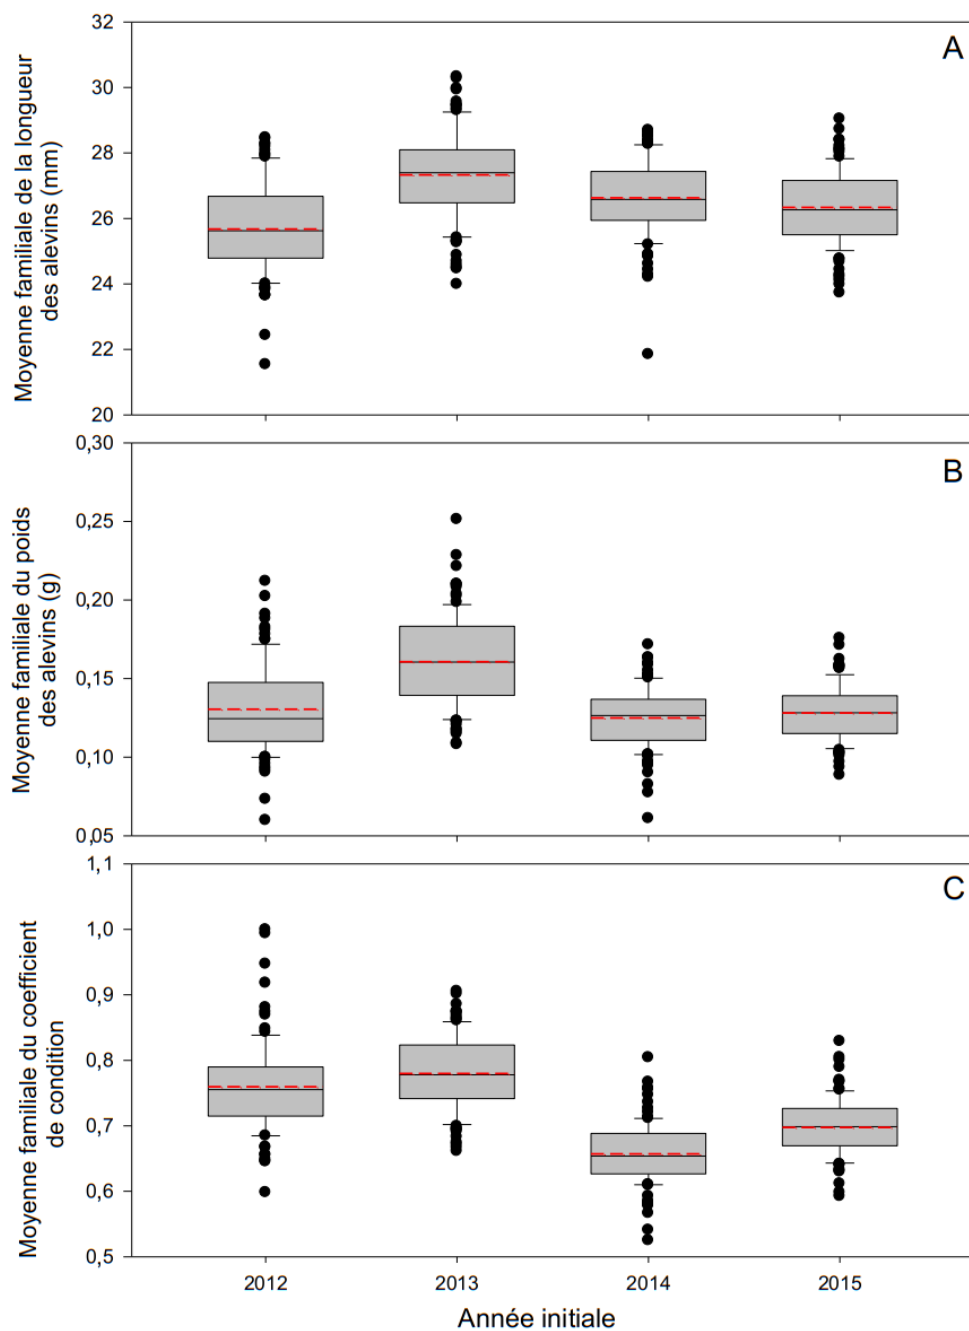 Moyenne familiale de la longueur
des alevins (mm)
32
30
28
26
24
22
20
A
Moyenne familiale du poids
des alevins (g)
0,30
0,25
0,20
0,15
0,10
0,05
B
Moyenne familiale du coefficient
de condition
1,1
1,0
0,9
0,8
0,7
0,6
0,5
C
2012 2013 2014 2015
Année initiale